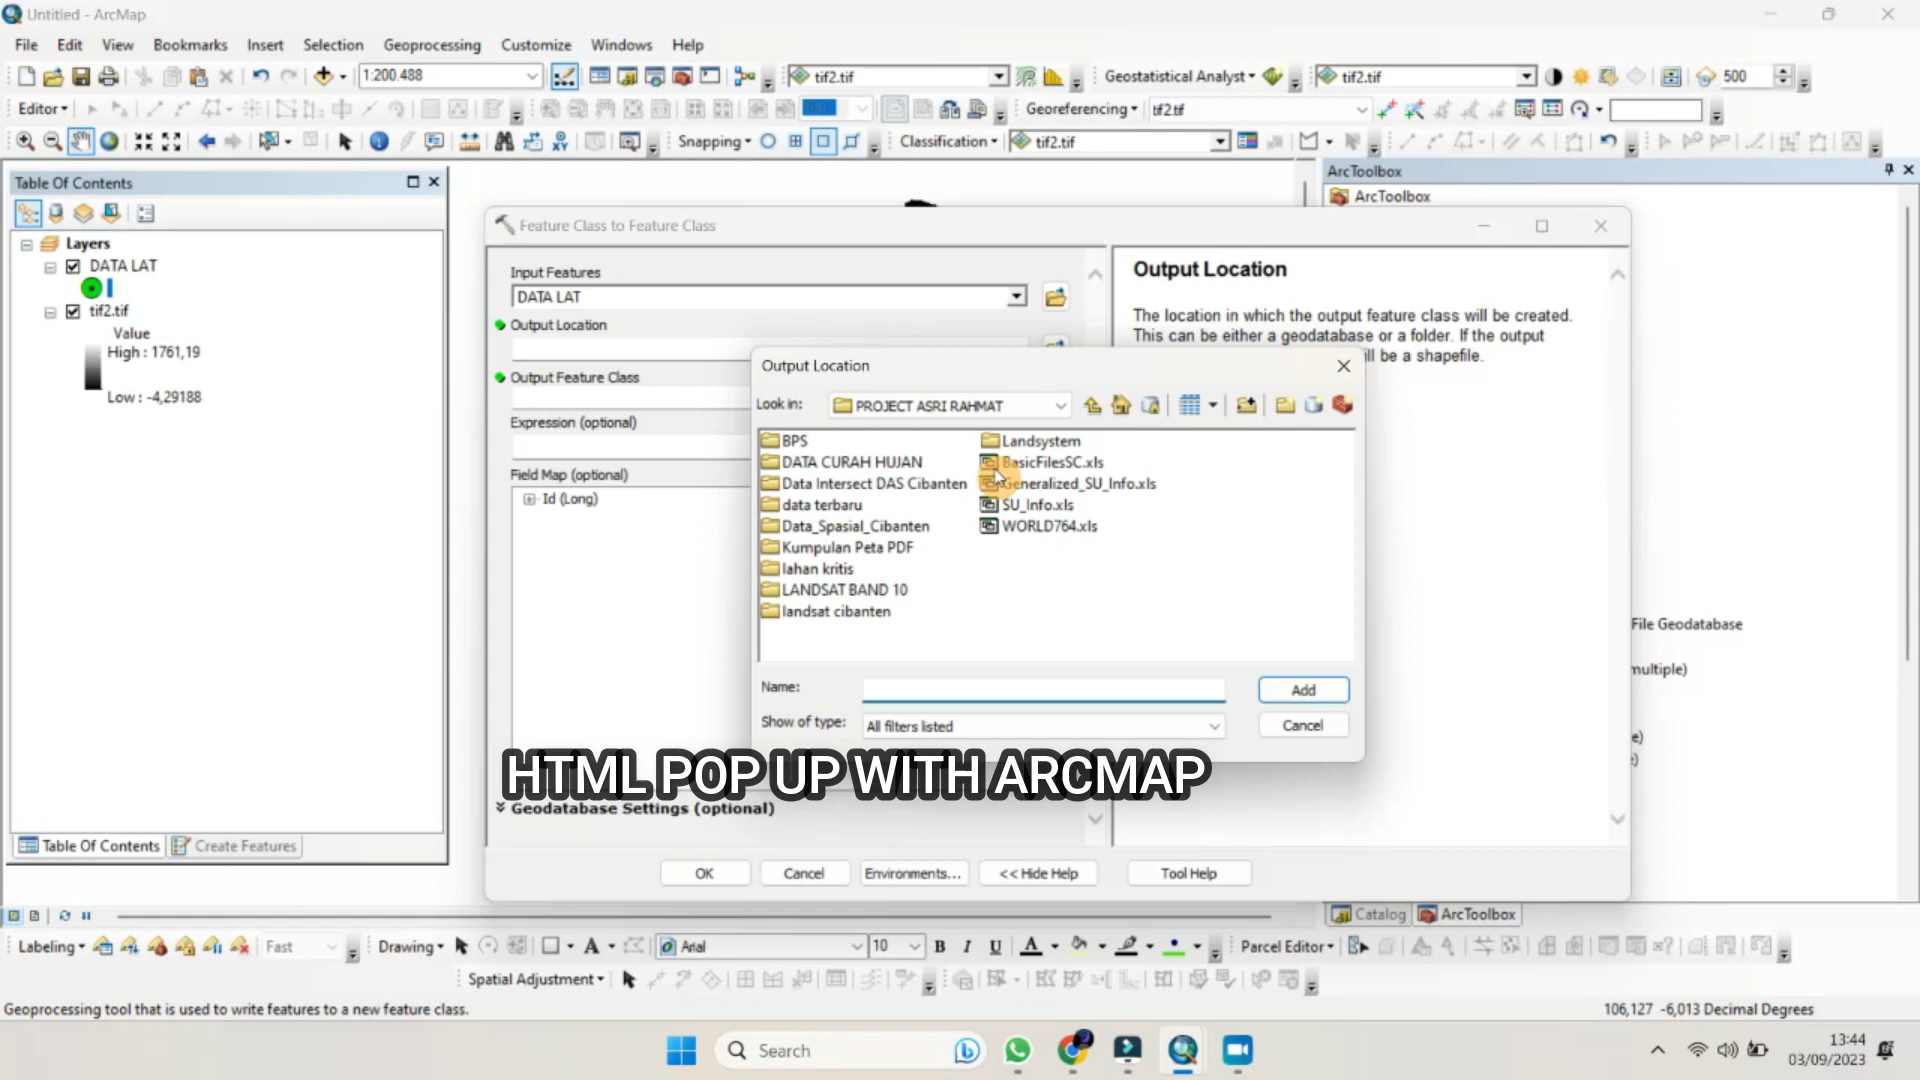 Untitled - ArcMap
File Edit View Bookmarks Insert Selection Geoprocessing Customize Windows Help
1:200.488 tif2.tif Geostatistical Analyst tif2.tif 500
Editor Georeferencing tif2.tif
Snapping Classification tif2.tif
Table Of Contents
ArcToolbox
ArcToolbox
Layers
DATA LAT
tif2.tif
Value
High : 1761,19
Low : -4,29188
Feature Class to Feature Class
Input Features
DATA LAT
Output Location
Output Feature Class
Expression (optional)
Field Map (optional)
Id (Long)
Output Location
The location in which the output feature class will be created.
This can be either a geodatabase or a folder. If the output
ill be a shapefile.
Output Location
Look in: PROJECT ASRI RAHMAT
BPS
DATA CURAH HUJAN
Data Intersect DAS Cibanten
data terbaru
Data_Spasial_Cibanten
Kumpulan Peta PDF
lahan kritis
LANDSAT BAND 10
landsat cibanten
Landsystem
BasicFilesSC.xls
Generalized_SU_Info.xls
SU_Info.xls
WORLD764.xls
Name: Add
Show of type: All filters listed Cancel
File Geodatabase
multiple)
e)
)
HTML POP UP WITH ARCMAP
Geodatabase Settings (optional)
OK Cancel Environments... << Hide Help Tool Help
Table Of Contents Create Features
Catalog ArcToolbox
Labeling Fast Drawing A Arial 10 B I U A Parcel Editor
Spatial Adjustment
Geoprocessing tool that is used to write features to a new feature class.
106,127 -6,013 Decimal Degrees
Search
13:44
03/09/2023